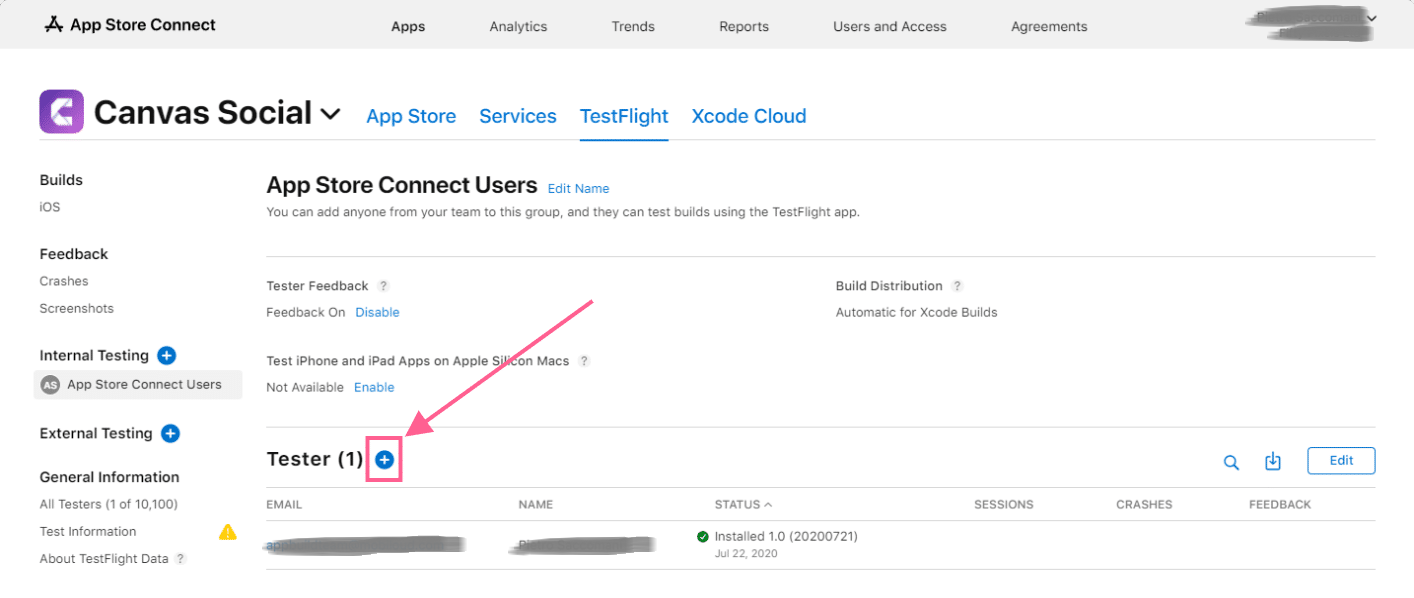 App Store Connect
Apps Analytics Trends Reports Users and Access Agreements
Canvas Social App Store Services TestFlight Xcode Cloud
Builds
iOS
Feedback
Crashes
Screenshots
Internal Testing
AS App Store Connect Users
External Testing
General Information
All Testers (1 of 10,100)
Test Information
About TestFlight Data ?
App Store Connect Users Edit Name
You can add anyone from your team to this group, and they can test builds using the TestFlight app.
Tester Feedback ?
Feedback On Disable
Build Distribution ?
Automatic for Xcode Builds
Test iPhone and iPad Apps on Apple Silicon Macs ?
Not Available Enable
Tester (1)
Edit
EMAIL NAME STATUS SESSIONS CRASHES FEEDBACK
Installed 1.0 (20200721)
Jul 22, 2020